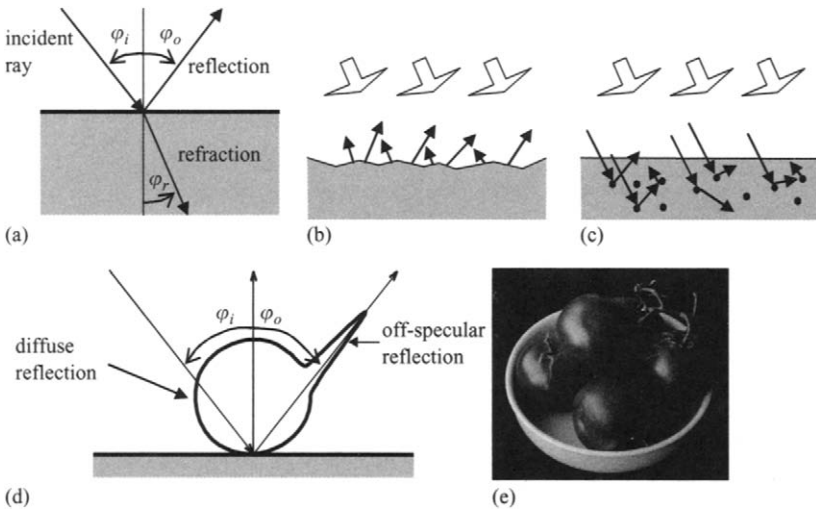 incident
ray
φi
φo
reflection
refraction
φr
(a)
(b)
(c)
φi
φo
diffuse
reflection
off-specular
reflection
(d)
(e)